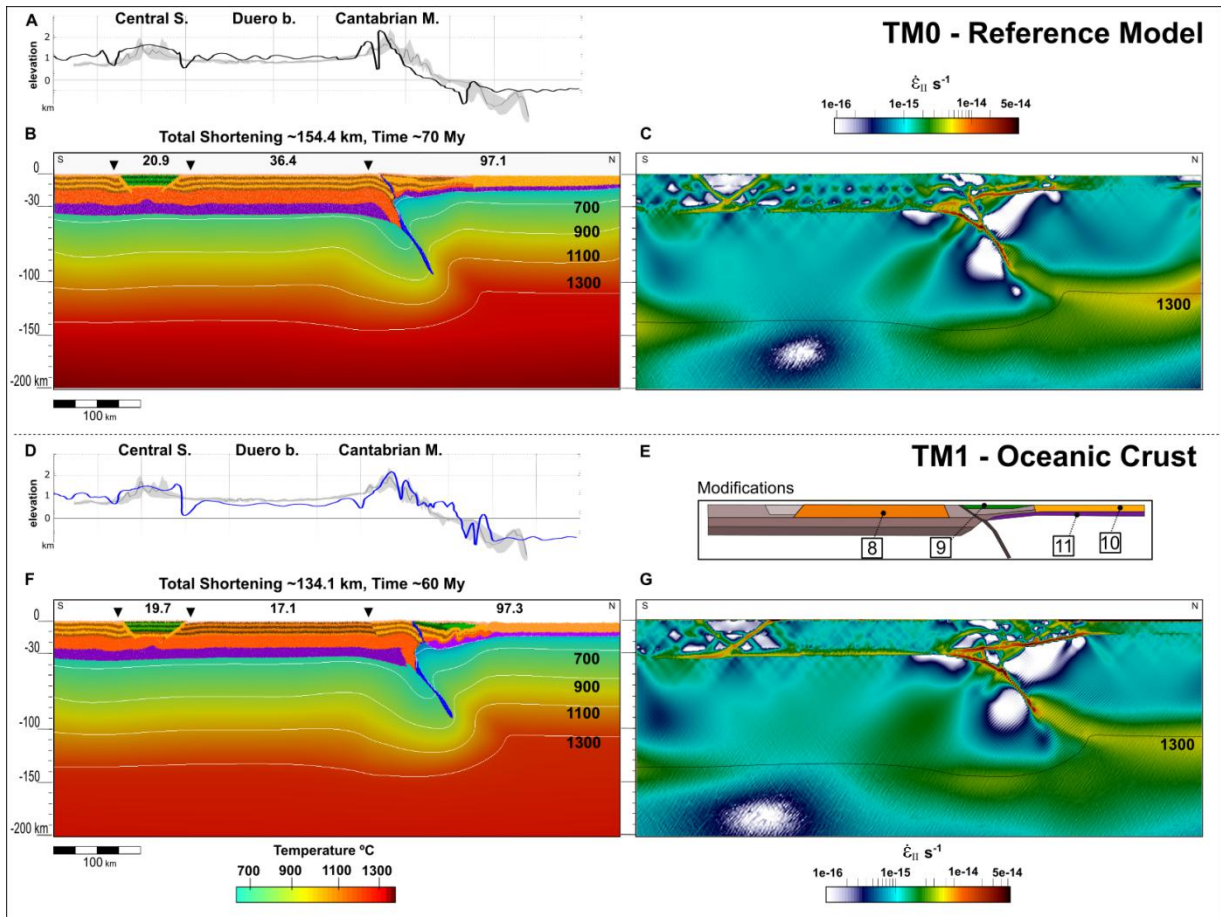 A
Central S. Duero b. Cantabrian M.
TM0 - Reference Model
elevation
2
1
0
km
ε̇II s-1
1e-16 1e-15 1e-14 5e-14
B
Total Shortening ~154.4 km, Time ~70 My
C
S 20.9 36.4 97.1 N
0
-30
-100
-150
-200 km
700
900
1100
1300
100 km
S N
1300
D
Central S. Duero b. Cantabrian M.
E
TM1 - Oceanic Crust
elevation
2
1
0
km
Modifications
8 9 11 10
F
Total Shortening ~134.1 km, Time ~60 My
G
S 19.7 17.1 97.3 N
0
-30
-100
-150
-200 km
700
900
1100
1300
100 km
S N
1300
Temperature ºC
700 900 1100 1300
ε̇II s-1
1e-16 1e-15 1e-14 5e-14